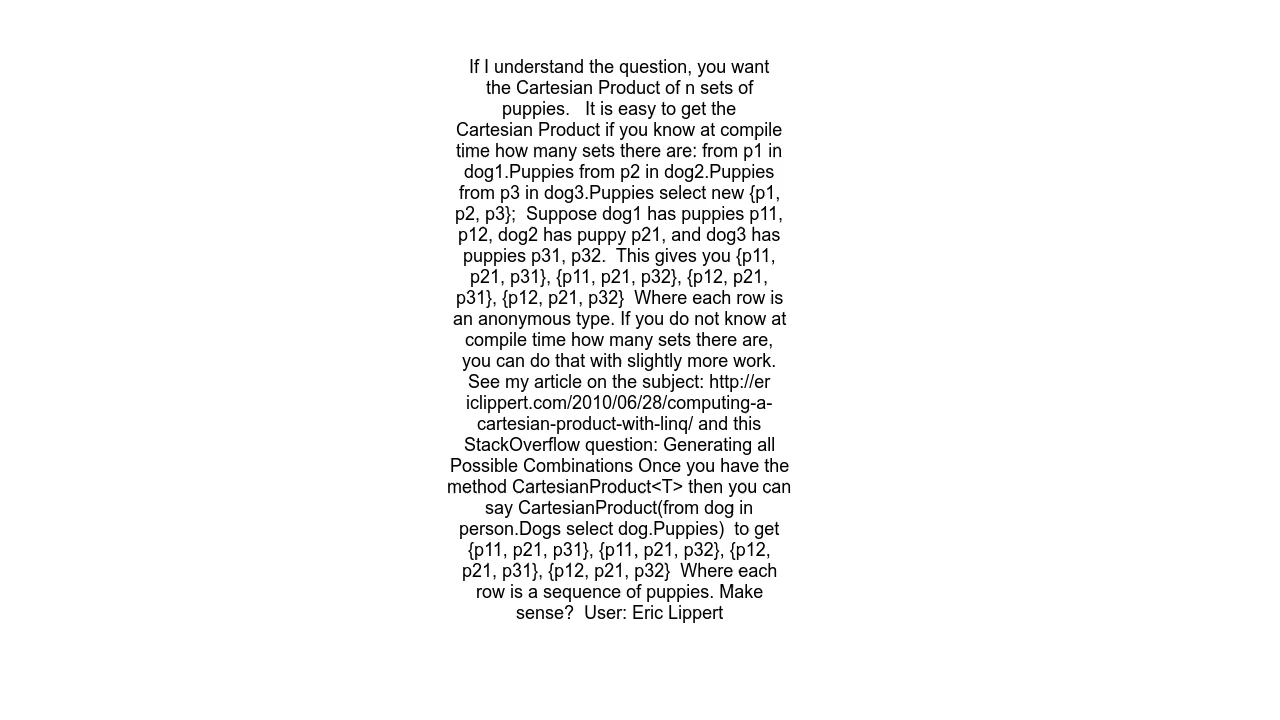 If I understand the question, you want
the Cartesian Product of n sets of
puppies.   It is easy to get the
Cartesian Product if you know at compile
time how many sets there are: from p1 in
dog1.Puppies from p2 in dog2.Puppies
from p3 in dog3.Puppies select new {p1,
p2, p3};  Suppose dog1 has puppies p11,
p12, dog2 has puppy p21, and dog3 has
puppies p31, p32.  This gives you {p11,
p21, p31}, {p11, p21, p32}, {p12, p21,
p31}, {p12, p21, p32}  Where each row is
an anonymous type. If you do not know at
compile time how many sets there are,
you can do that with slightly more work.
See my article on the subject: http://er
iclippert.com/2010/06/28/computing-a-
cartesian-product-with-linq/ and this
StackOverflow question: Generating all
Possible Combinations Once you have the
method CartesianProduct<T> then you can
say CartesianProduct(from dog in
person.Dogs select dog.Puppies)  to get
{p11, p21, p31}, {p11, p21, p32}, {p12,
p21, p31}, {p12, p21, p32}  Where each
row is a sequence of puppies. Make
sense?  User: Eric Lippert